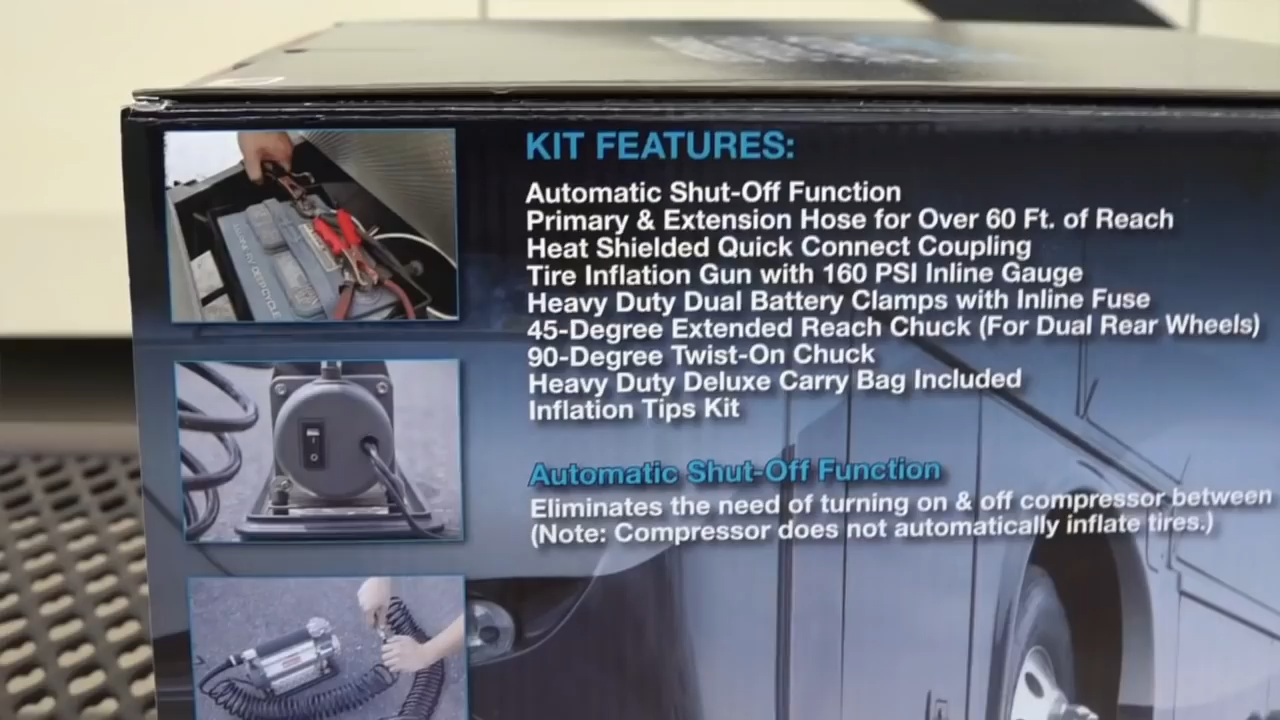 KIT FEATURES:
Automatic Shut-Off Function
Primary & Extension Hose for Over 60 Ft. of Reach
Heat Shielded Quick Connect Coupling
Tire Inflation Gun with 160 PSI Inline Gauge
Heavy Duty Dual Battery Clamps with Inline Fuse
45-Degree Extended Reach Chuck (For Dual Rear Wheels)
90-Degree Twist-On Chuck
Heavy Duty Deluxe Carry Bag Included
Inflation Tips Kit
Automatic Shut-Off Function
Eliminates the need of turning on & off compressor between
(Note: Compressor does not automatically inflate tires.)
DEEP CYCLE